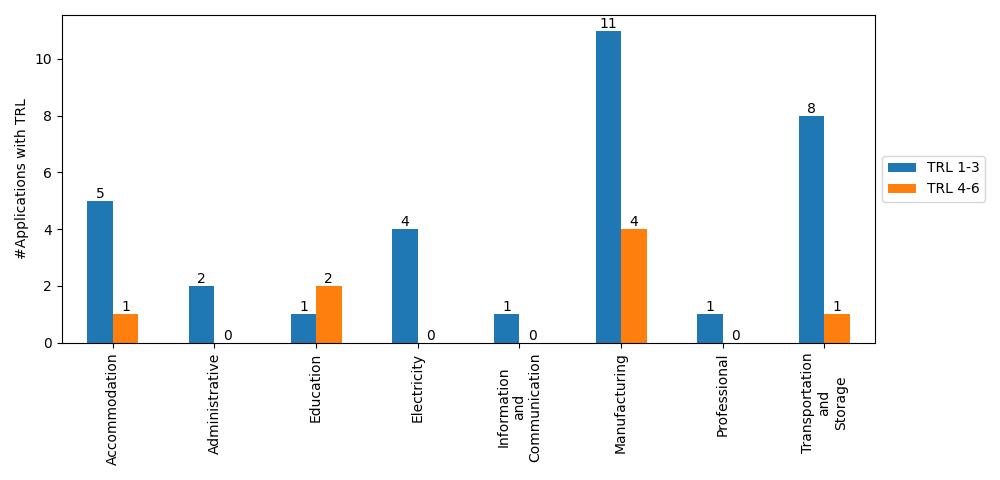 #Applications with TRL
10
8
6
4
2
0
5
1
2
0
1
2
4
0
1
0
11
4
1
0
8
1
Accommodation
Administrative
Education
Electricity
Information
and
Communication
Manufacturing
Professional
Transportation
and
Storage
TRL 1-3
TRL 4-6